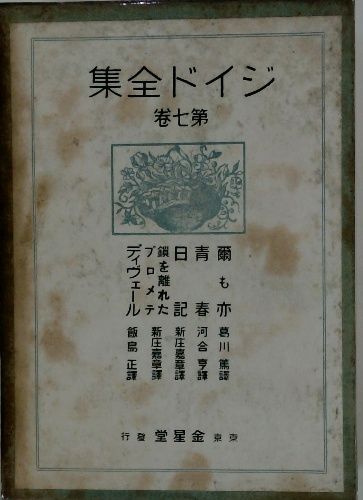 ジイド全集
第七卷
爾も亦 葛川篤譯
青春 河合亨譯
日記 新庄嘉章譯
鎖を離れた
プロメテ 新庄嘉章譯
ディヴェール 飯島正譯
東京 金星堂 發行